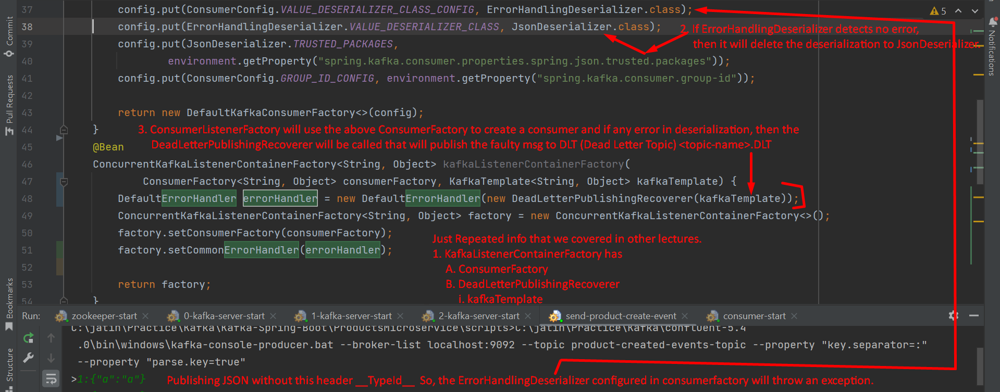 37 config.put(ConsumerConfig.VALUE_DESERIALIZER_CLASS_CONFIG, ErrorHandlingDeserializer.class);
5
38 config.put(ErrorHandlingDeserializer.VALUE_DESERIALIZER_CLASS, JsonDeserializer.class);
2. If ErrorHandlingDeserializer detects no error,
39 config.put(JsonDeserializer.TRUSTED_PACKAGES,
then it will delete the deserialization to JsonDeserializer.
40 environment.getProperty("spring.kafka.consumer.properties.spring.json.trusted.packages"));
41 config.put(ConsumerConfig.GROUP_ID_CONFIG, environment.getProperty("spring.kafka.consumer.group-id"));
42
43 return new DefaultKafkaConsumerFactory<>(config);
44 }
3. ConsumerListenerFactory will use the above ConsumerFactory to create a consumer and if any error in deserialization, then the
DeadLetterPublishingRecoverer will be called that will publish the faulty msg to DLT (Dead Letter Topic) <topic-name>.DLT
45 @Bean
46 ConcurrentKafkaListenerContainerFactory<String, Object> kafkaListenerContainerFactory(
47 ConsumerFactory<String, Object> consumerFactory, KafkaTemplate<String, Object> kafkaTemplate) {
48 DefaultErrorHandler errorHandler = new DefaultErrorHandler(new DeadLetterPublishingRecoverer(kafkaTemplate));
49 ConcurrentKafkaListenerContainerFactory<String, Object> factory = new ConcurrentKafkaListenerContainerFactory<>();
50 factory.setConsumerFactory(consumerFactory);
51 factory.setCommonErrorHandler(errorHandler);
52
53 return factory;
54 }
Just Repeated info that we covered in other lectures.
1. KafkaListenerContainerFactory has
A. ConsumerFactory
B. DeadLetterPublishingRecoverer
i. kafkaTemplate
Commit
Pull Requests
Bookmarks
Structure
Notifications
Run: zookeeper-start 0-kafka-server-start 1-kafka-server-start 2-kafka-server-start send-product-create-event consumer-start
C:\jatin\Practice\Kafka\Kafka-Spring-Boot\ProductsMicroservice\scripts>C:\jatin\Practice\Kafka\confluent-5.4
.0\bin\windows\kafka-console-producer.bat --broker-list localhost:9092 --topic product-created-events-topic --property "key.separator=:"
--property "parse.key=true"
>1:{"a":"a"}
Publishing JSON without this header __TypeId__ So, the ErrorHandlingDeserializer configured in consumerfactory will throw an exception.